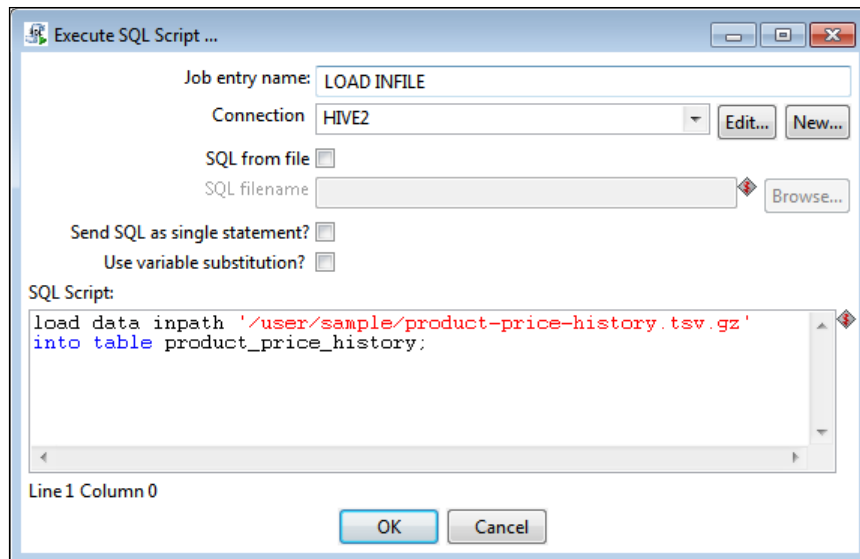 Execute SQL Script ...
Job entry name: LOAD INFILE
Connection HIVE2 Edit... New...
SQL from file
SQL filename Browse...
Send SQL as single statement?
Use variable substitution?
SQL Script:
load data inpath '/user/sample/product-price-history.tsv.gz'
into table product_price_history;
Line 1 Column 0
OK Cancel